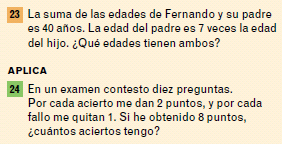 23 La suma de las edades de Fernando y su padre
es 40 años. La edad del padre es 7 veces la edad
del hijo. ¿Qué edades tienen ambos?
APLICA
24 En un examen contesto diez preguntas.
Por cada acierto me dan 2 puntos, y por cada
fallo me quitan 1. Si he obtenido 8 puntos,
¿cuántos aciertos tengo?